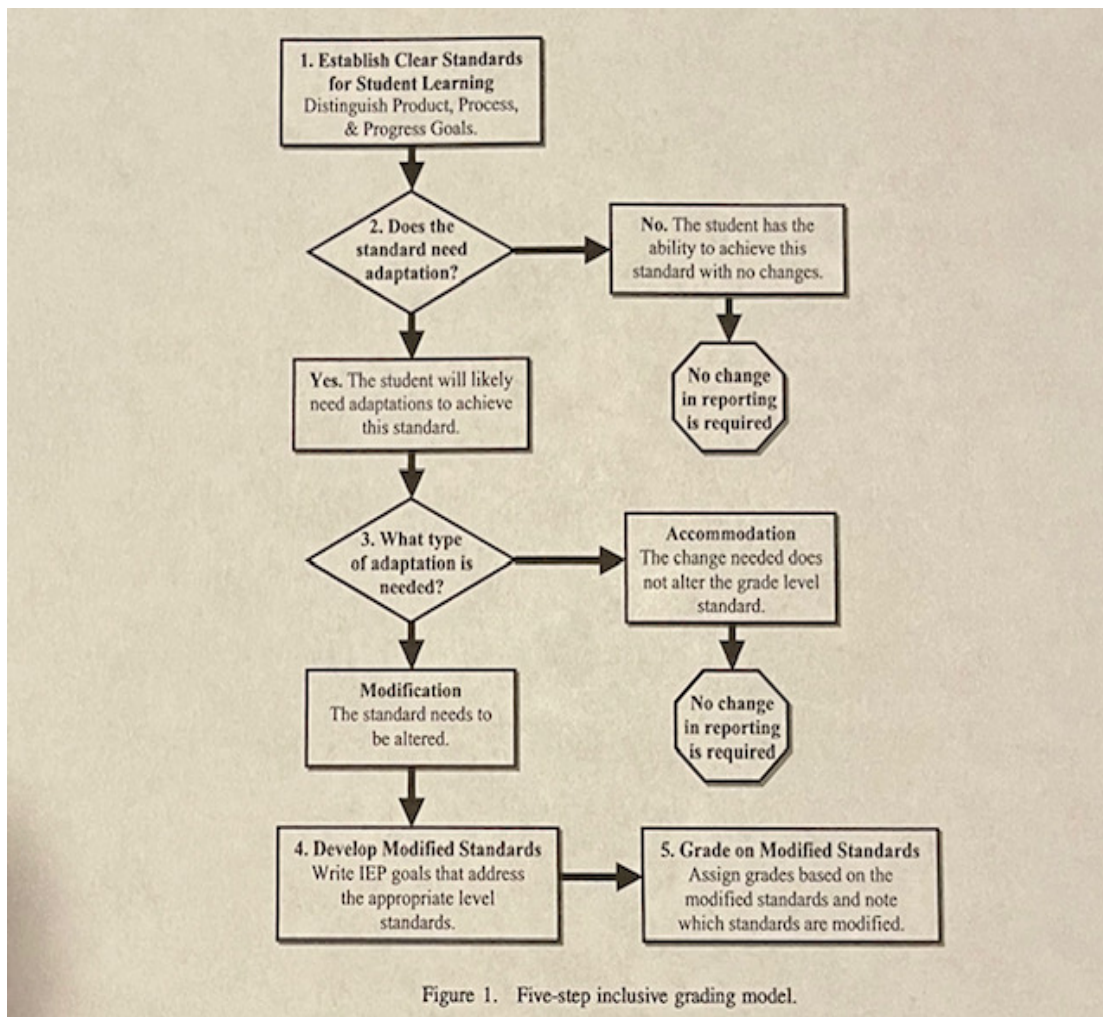 1. Establish Clear Standards
for Student Learning
Distinguish Product, Process,
& Progress Goals.
2. Does the
standard need
adaptation?
No. The student has the
ability to achieve this
standard with no changes.
Yes. The student will likely
need adaptations to achieve
this standard.
No change
in reporting
is required
3. What type
of adaptation is
needed?
Accommodation
The change needed does
not alter the grade level
standard.
Modification
The standard needs to
be altered.
No change
in reporting
is required
4. Develop Modified Standards
Write IEP goals that address
the appropriate level
standards.
5. Grade on Modified Standards
Assign grades based on the
modified standards and note
which standards are modified.
Figure 1. Five-step inclusive grading model.